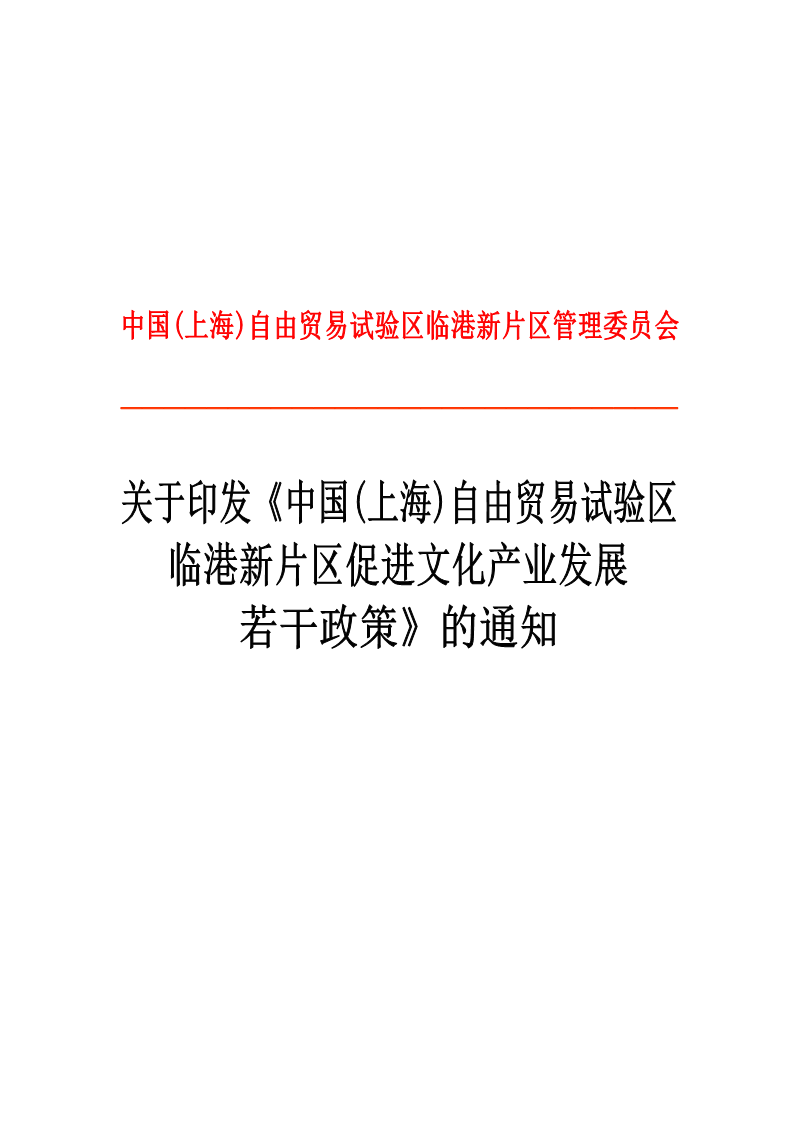 中国(上海)自由贸易试验区临港新片区管理委员会
关于印发《中国(上海)自由贸易试验区
临港新片区促进文化产业发展
若干政策》的通知